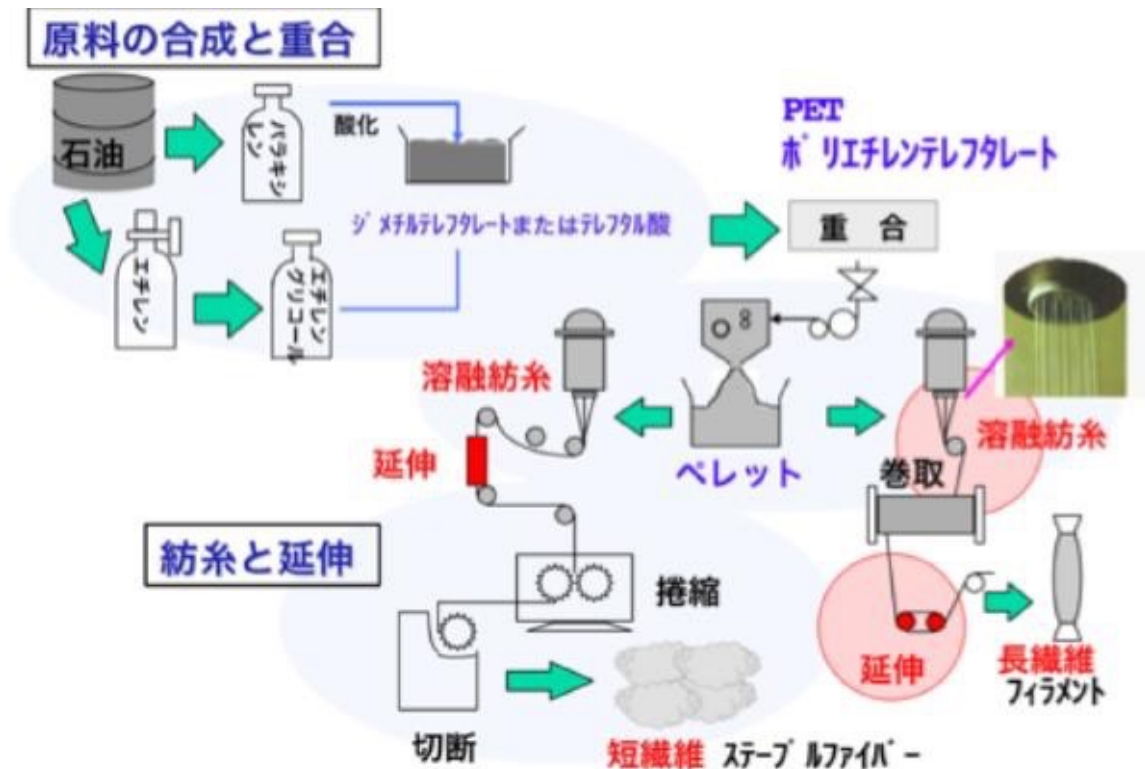 原料の合成と重合
石油
パラキシ
レン
酸化
PET
ポリエチレンテレフタレート
ジメチルテレフタレートまたはテレフタル酸
重 合
エチレン
エチレン
グリコール
溶融紡糸
溶融紡糸
延伸
ペレット
巻取
紡糸と延伸
捲縮
延伸
長繊維
フィラメント
切断
短繊維 ステープルファイバー